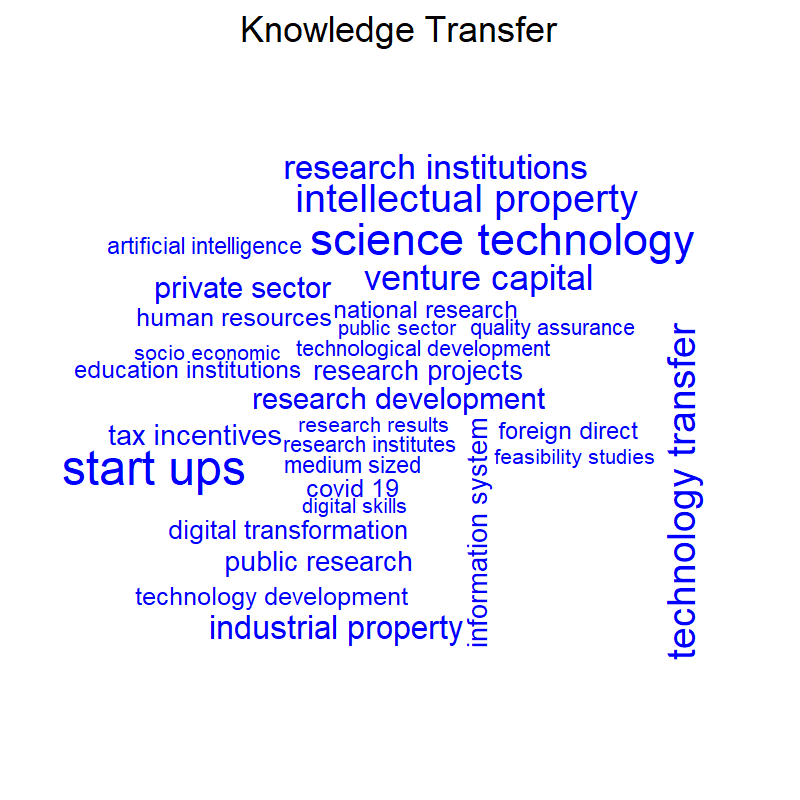 Knowledge Transfer
research institutions
intellectual property
science technology
artificial intelligence
venture capital
private sector
national research
human resources
public sector
quality assurance
technological development
socio economic
education institutions
research projects
research development
research results
foreign direct
tax incentives
research institutes
feasibility studies
medium sized
start ups
covid 19
digital skills
digital transformation
public research
technology development
industrial property
information system
technology transfer